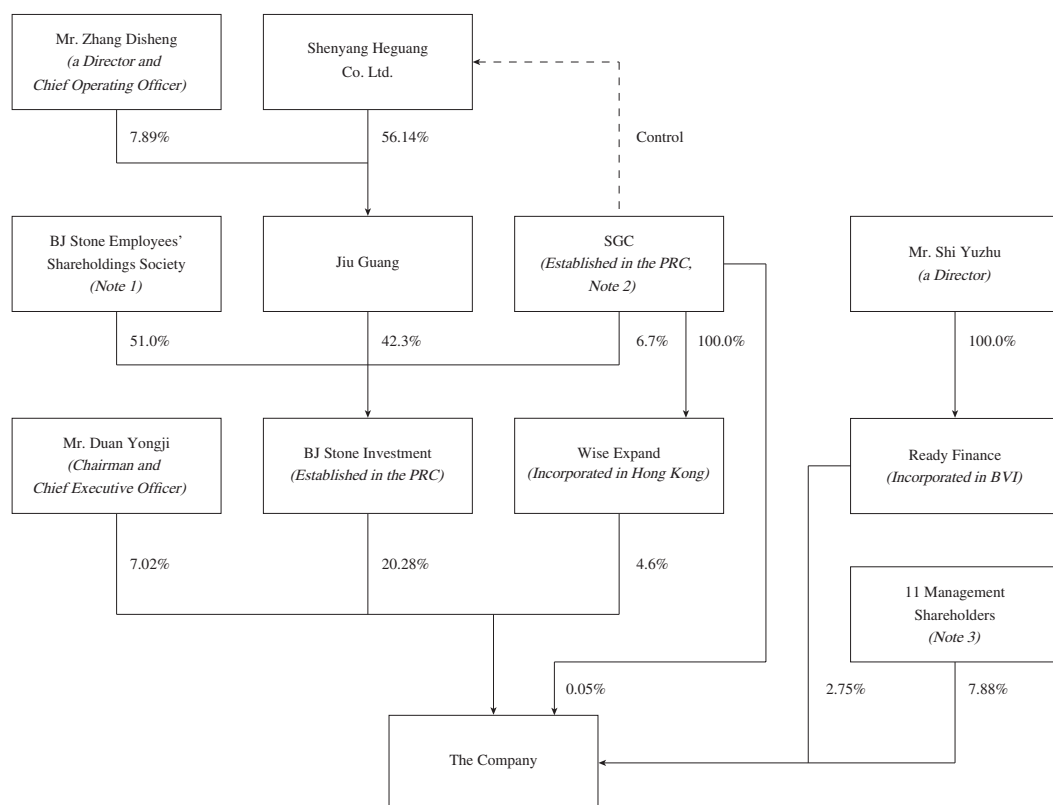 Mr. Zhang Disheng
(a Director and
Chief Operating Officer)
Shenyang Heguang
Co. Ltd.
7.89%
56.14%
Control
BJ Stone Employees'
Shareholdings Society
(Note 1)
Jiu Guang
SGC
(Established in the PRC,
Note 2)
Mr. Shi Yuzhu
(a Director)
51.0%
42.3%
6.7%
100.0%
100.0%
Mr. Duan Yongji
(Chairman and
Chief Executive Officer)
BJ Stone Investment
(Established in the PRC)
Wise Expand
(Incorporated in Hong Kong)
Ready Finance
(Incorporated in BVI)
7.02%
20.28%
4.6%
11 Management
Shareholders
(Note 3)
0.05%
2.75%
7.88%
The Company